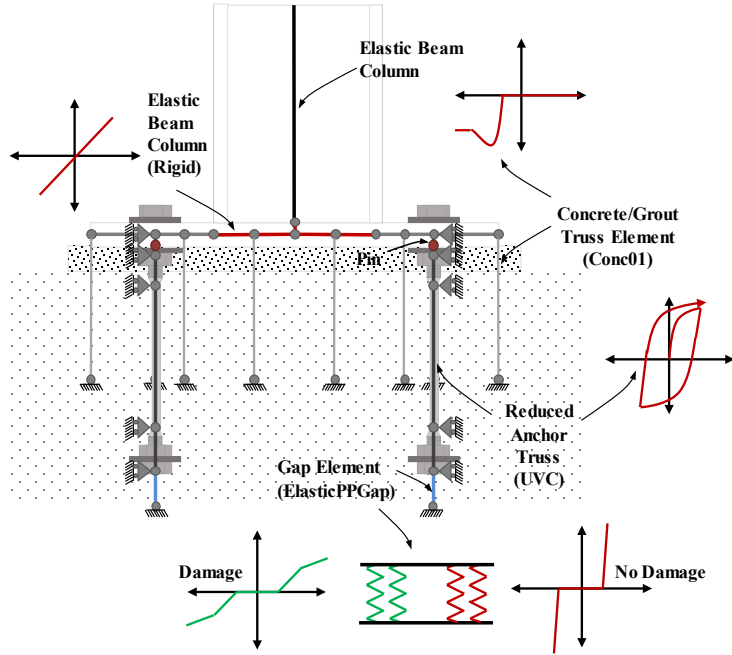 Elastic Beam
Column
Elastic
Beam
Column
(Rigid)
Concrete/Grout
Truss Element
(Conc01)
Pin
Reduced
Anchor
Truss
(UVC)
Gap Element
(ElasticPPGap)
Damage
No Damage